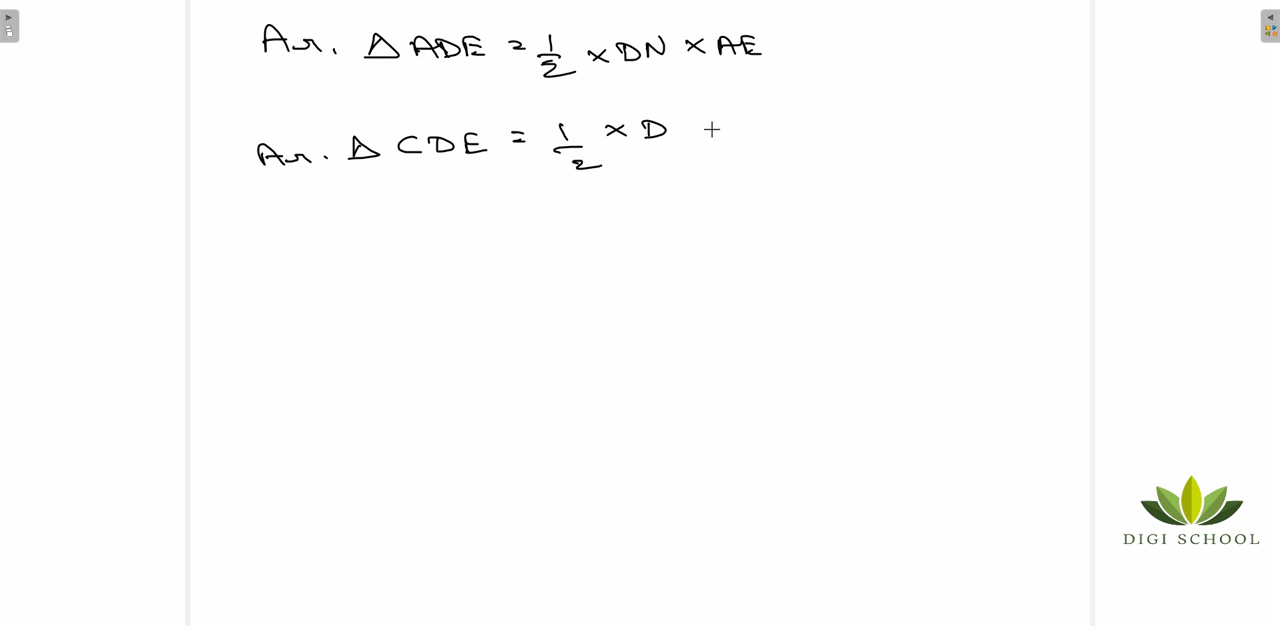 Ar. △ ADE = 1/2 × DN × AE
Ar. △ CDE = 1/2 × D
DIGI SCHOOL